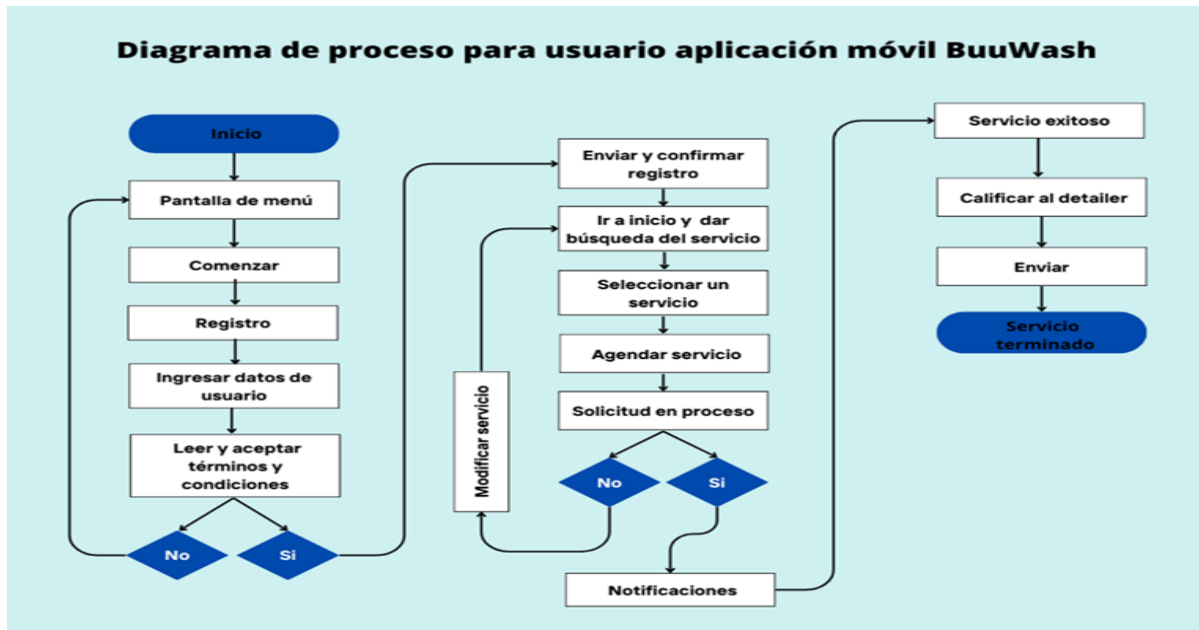 Diagrama de proceso para usuario aplicación móvil BuuWash
Inicio
Pantalla de menú
Comenzar
Registro
Ingresar datos de
usuario
Leer y aceptar
términos y
condiciones
No
Si
Enviar y confirmar
registro
Ir a inicio y dar
búsqueda del servicio
Seleccionar un
servicio
Agendar servicio
Solicitud en proceso
No
Si
Modificar servicio
Notificaciones
Servicio exitoso
Calificar al detailer
Enviar
Servicio
terminado